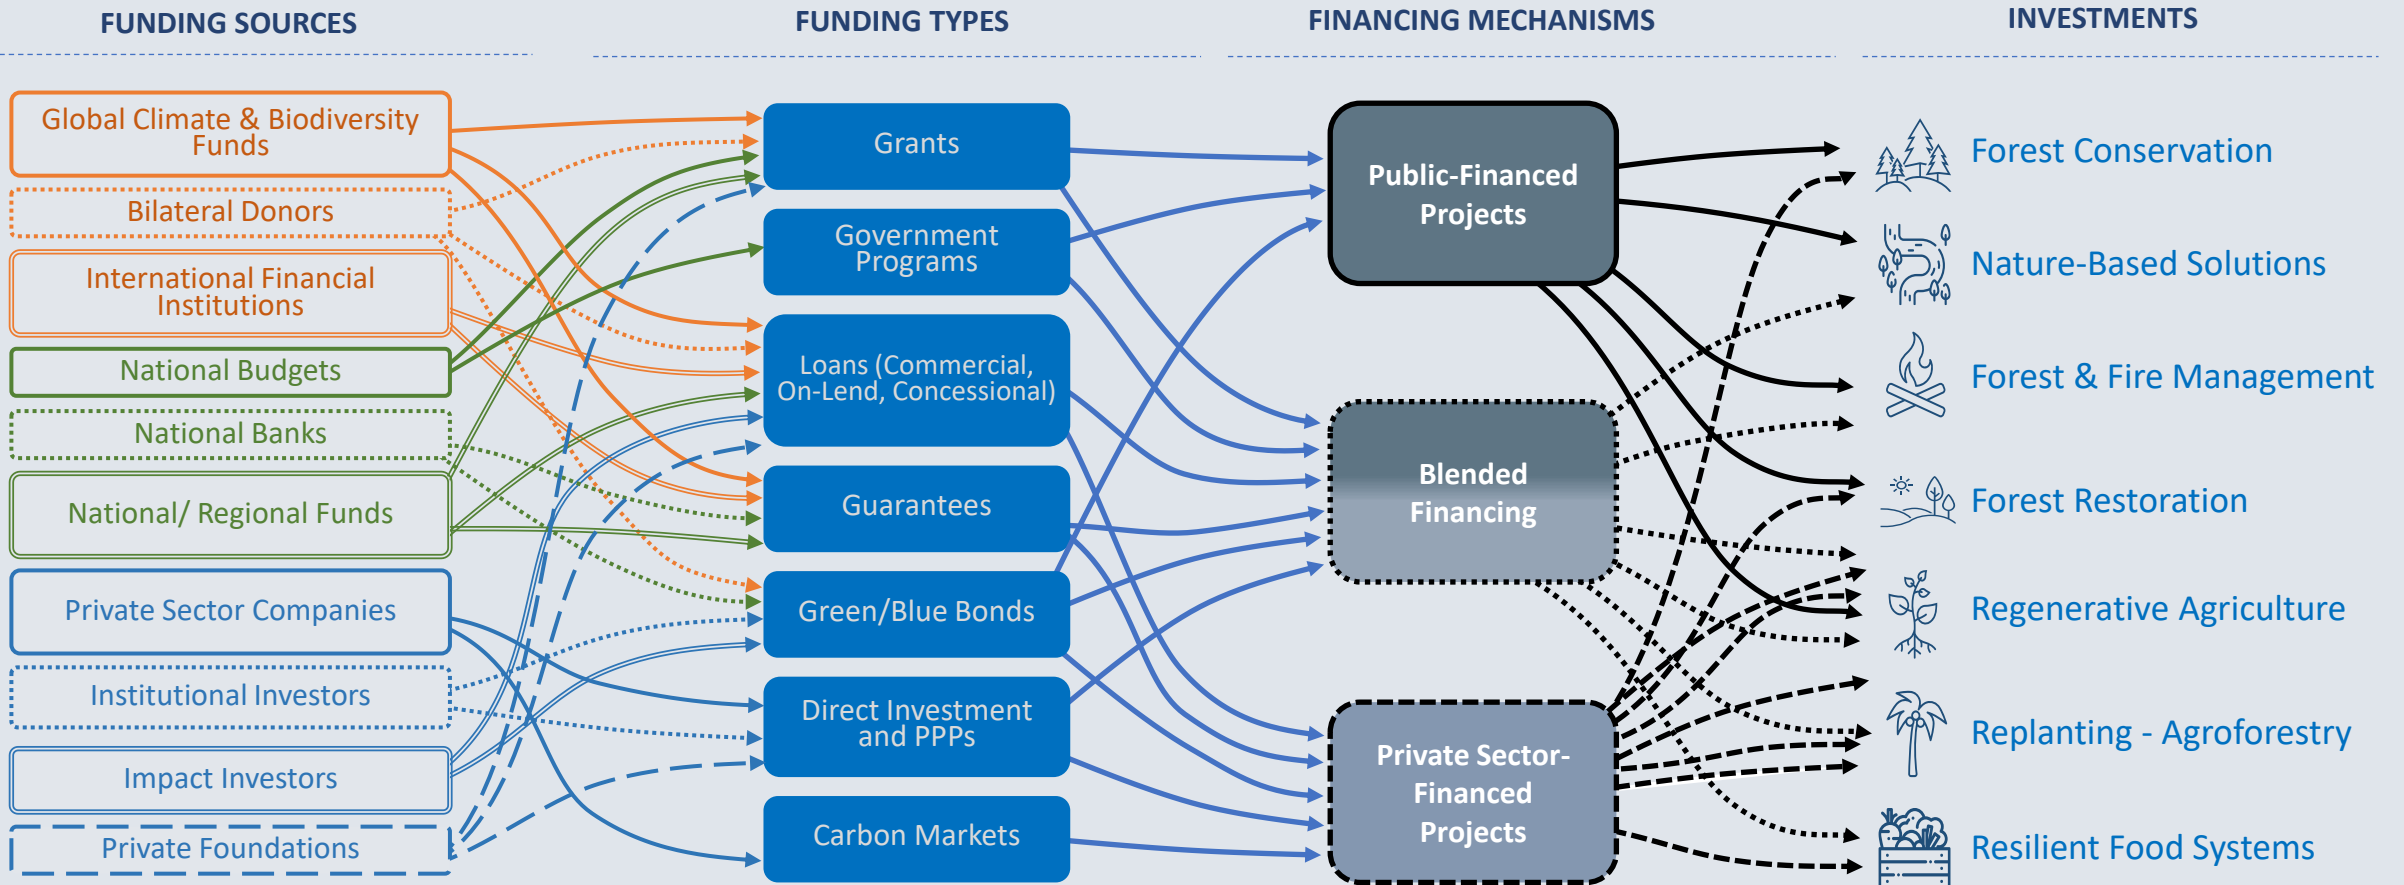 FUNDING SOURCES
FUNDING TYPES
FINANCING MECHANISMS
INVESTMENTS
Global Climate & Biodiversity
Funds
Bilateral Donors
International Financial
Institutions
National Budgets
National Banks
National/ Regional Funds
Private Sector Companies
Institutional Investors
Impact Investors
Private Foundations
Grants
Government
Programs
Loans (Commercial,
On-Lend, Concessional)
Guarantees
Green/Blue Bonds
Direct Investment
and PPPs
Carbon Markets
Public-Financed
Projects
Blended
Financing
Private Sector-
Financed
Projects
Forest Conservation
Nature-Based Solutions
Forest & Fire Management
Forest Restoration
Regenerative Agriculture
Replanting - Agroforestry
Resilient Food Systems